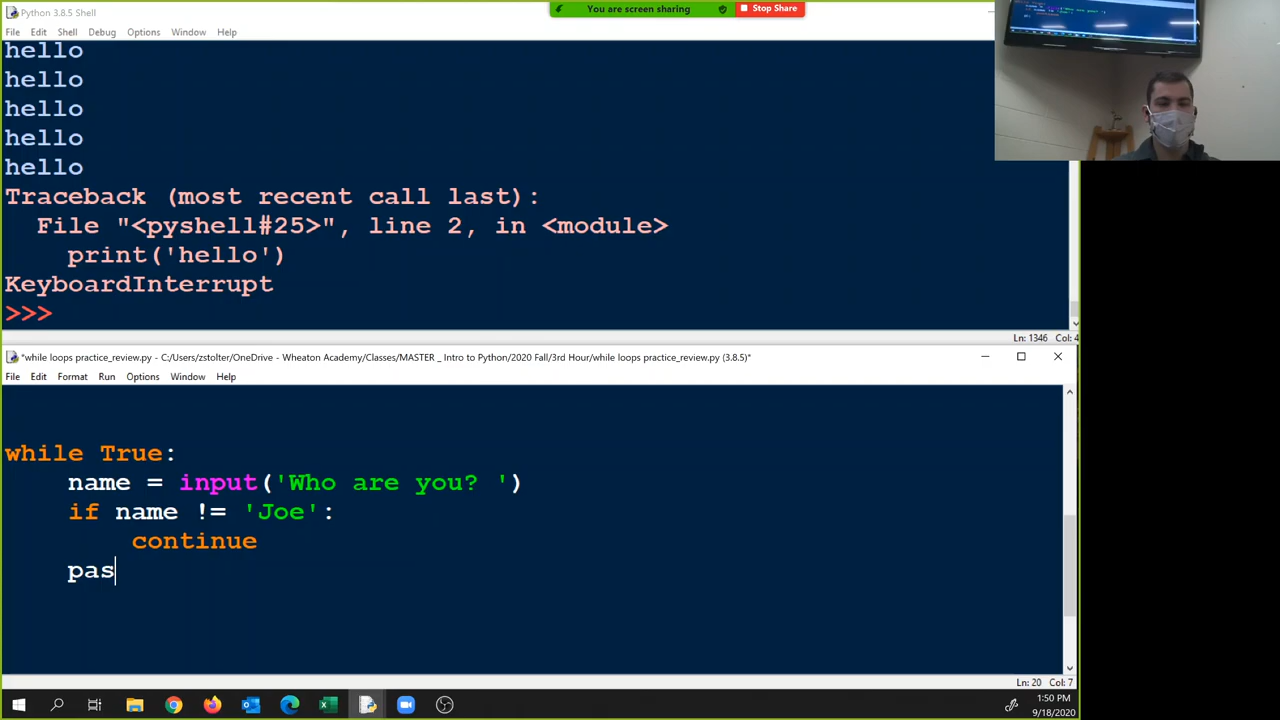 Python 3.8.5 Shell
You are screen sharing
Stop Share
File Edit Shell Debug Options Window Help
hello
hello
hello
hello
hello
Traceback (most recent call last):
File "<pyshell#25>", line 2, in <module>
print('hello')
KeyboardInterrupt
>>>
Ln: 1346 Col: 4
*while loops practice_review.py - C:/Users/zstolter/OneDrive - Wheaton Academy/Classes/MASTER _ Intro to Python/2020 Fall/3rd Hour/while loops practice_review.py (3.8.5)*
File Edit Format Run Options Window Help
while True:
name = input('Who are you? ')
if name != 'Joe':
continue
pas
Ln: 20 Col: 7
1:50 PM
9/18/2020